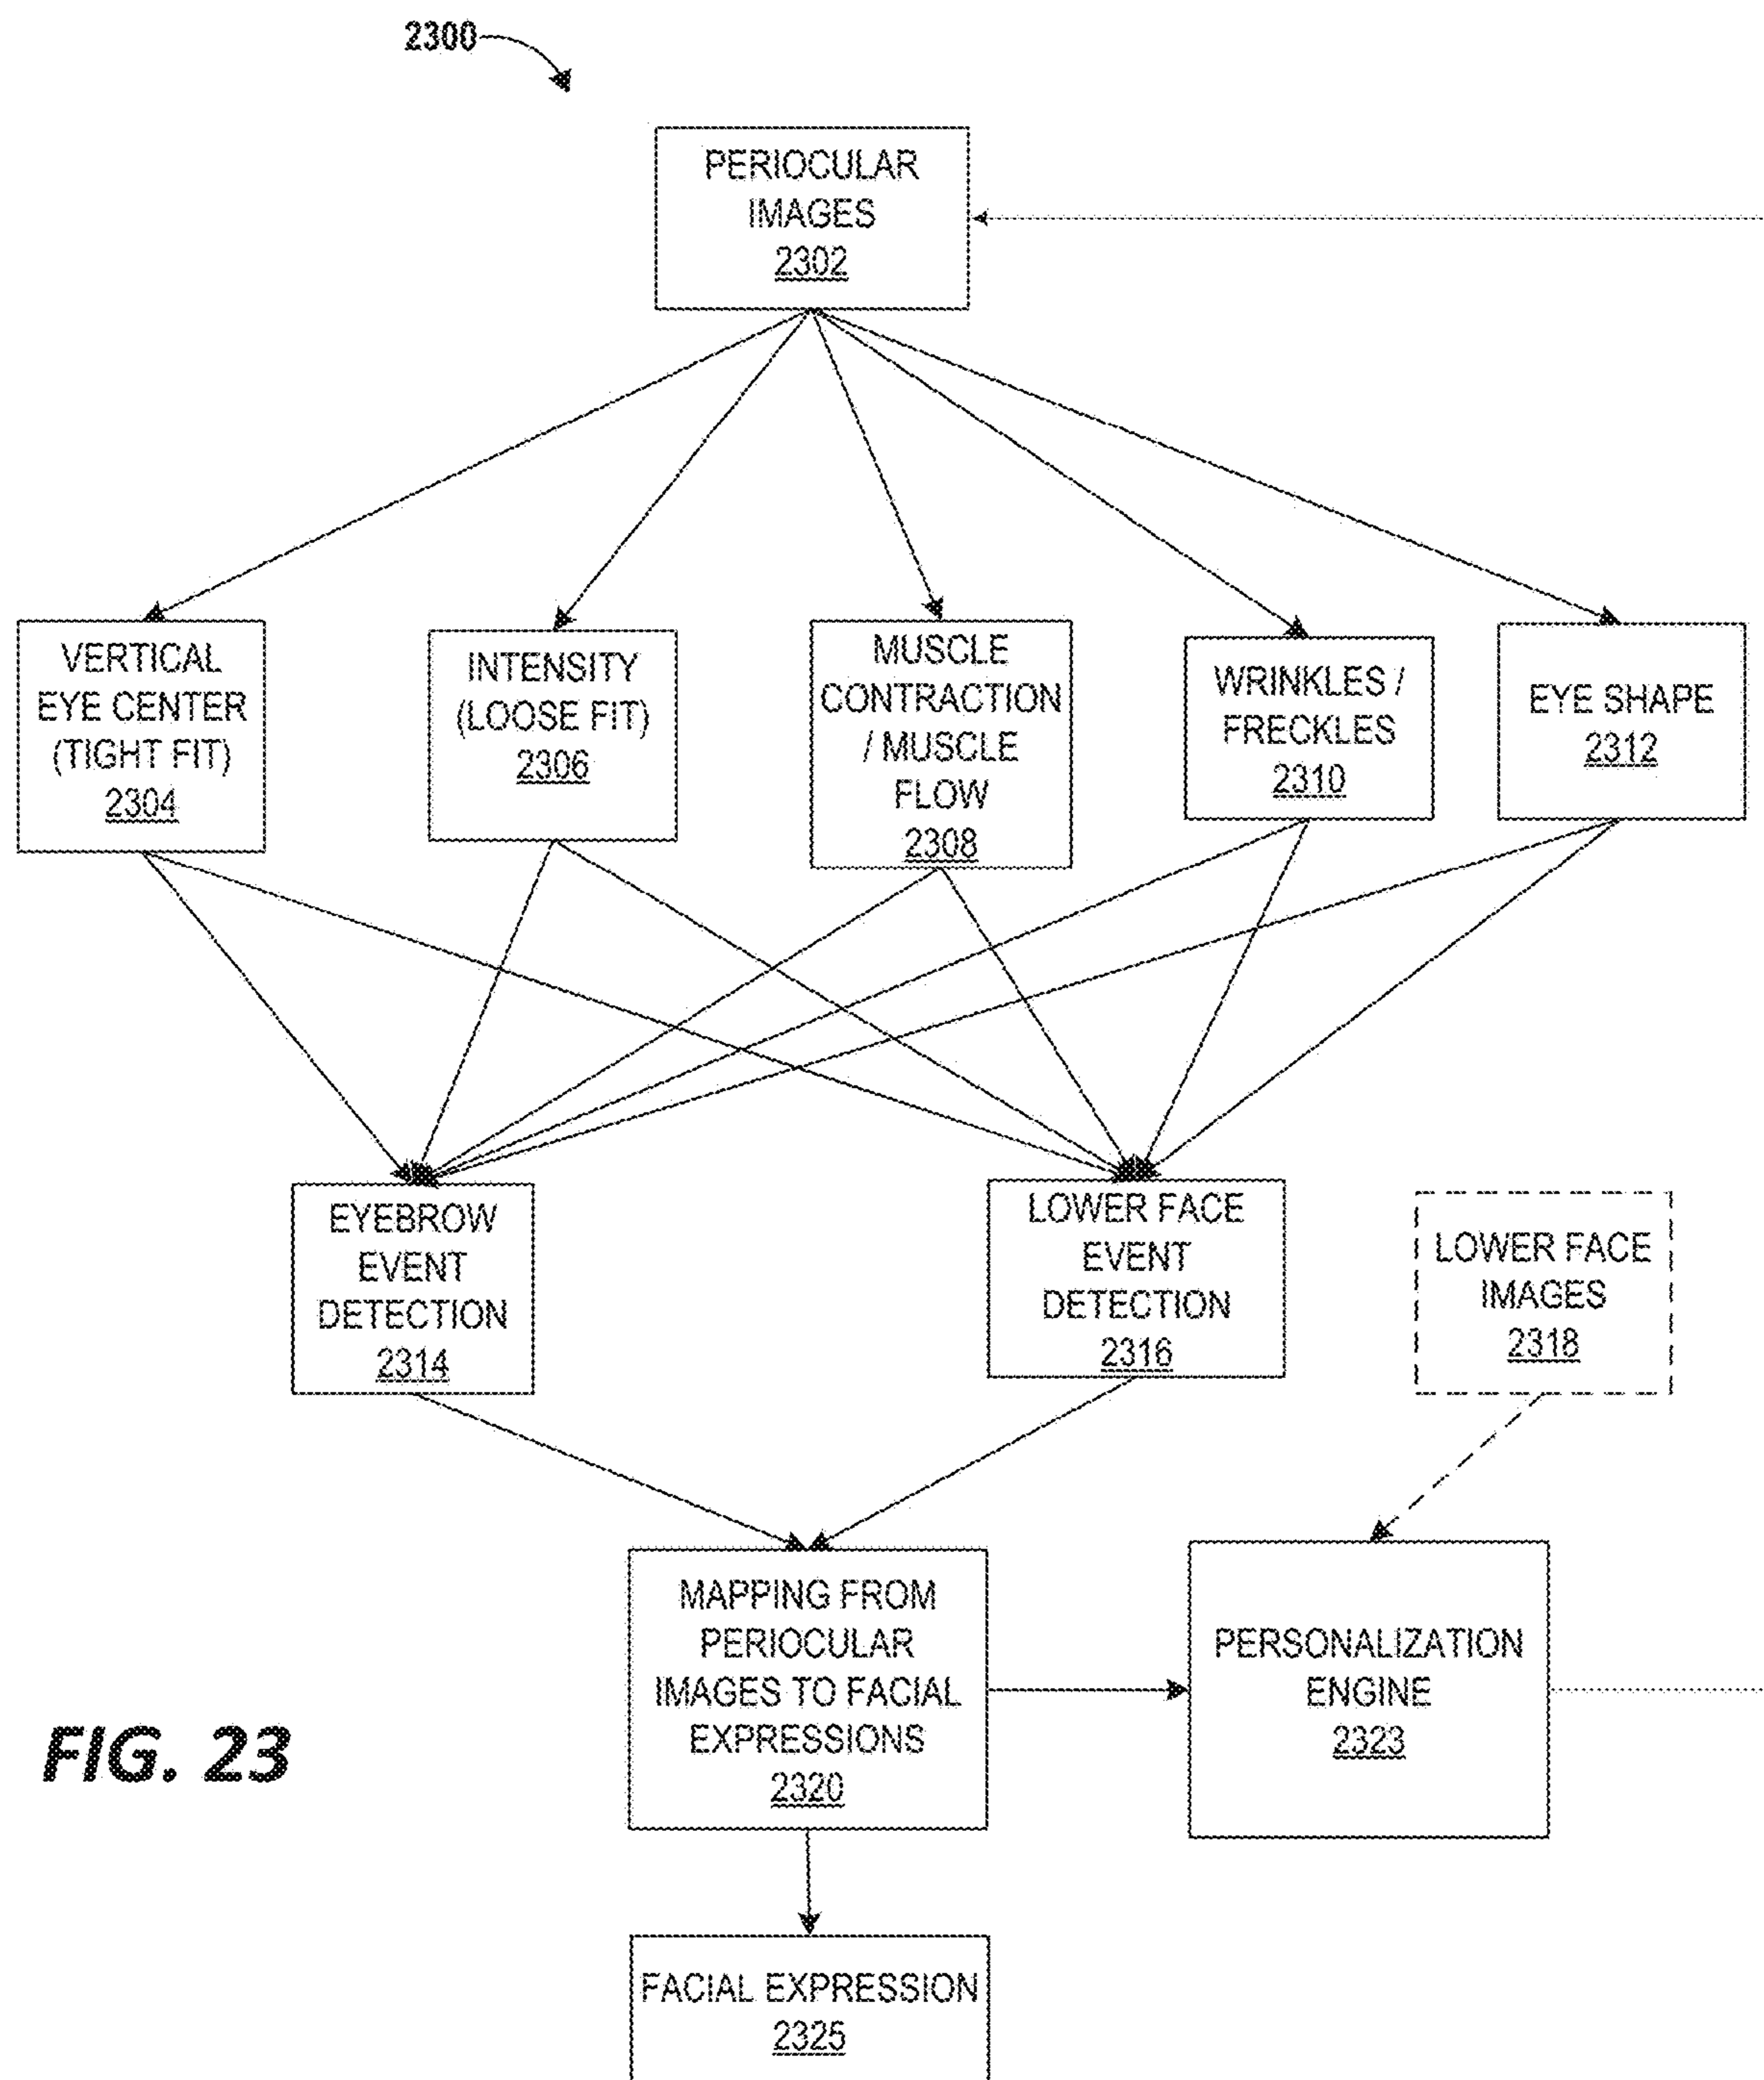 2300
PERIOCULAR
IMAGES
2302
VERTICAL
EYE CENTER
(TIGHT FIT)
2304
INTENSITY
(LOOSE FIT)
2306
MUSCLE
CONTRACTION
/ MUSCLE
FLOW
2308
WRINKLES /
FRECKLES
2310
EYE SHAPE
2312
EYEBROW
EVENT
DETECTION
2314
LOWER FACE
EVENT
DETECTION
2316
LOWER FACE
IMAGES
2318
MAPPING FROM
PERIOCULAR
IMAGES TO FACIAL
EXPRESSIONS
2320
PERSONALIZATION
ENGINE
2323
FIG. 23
FACIAL EXPRESSION
2325